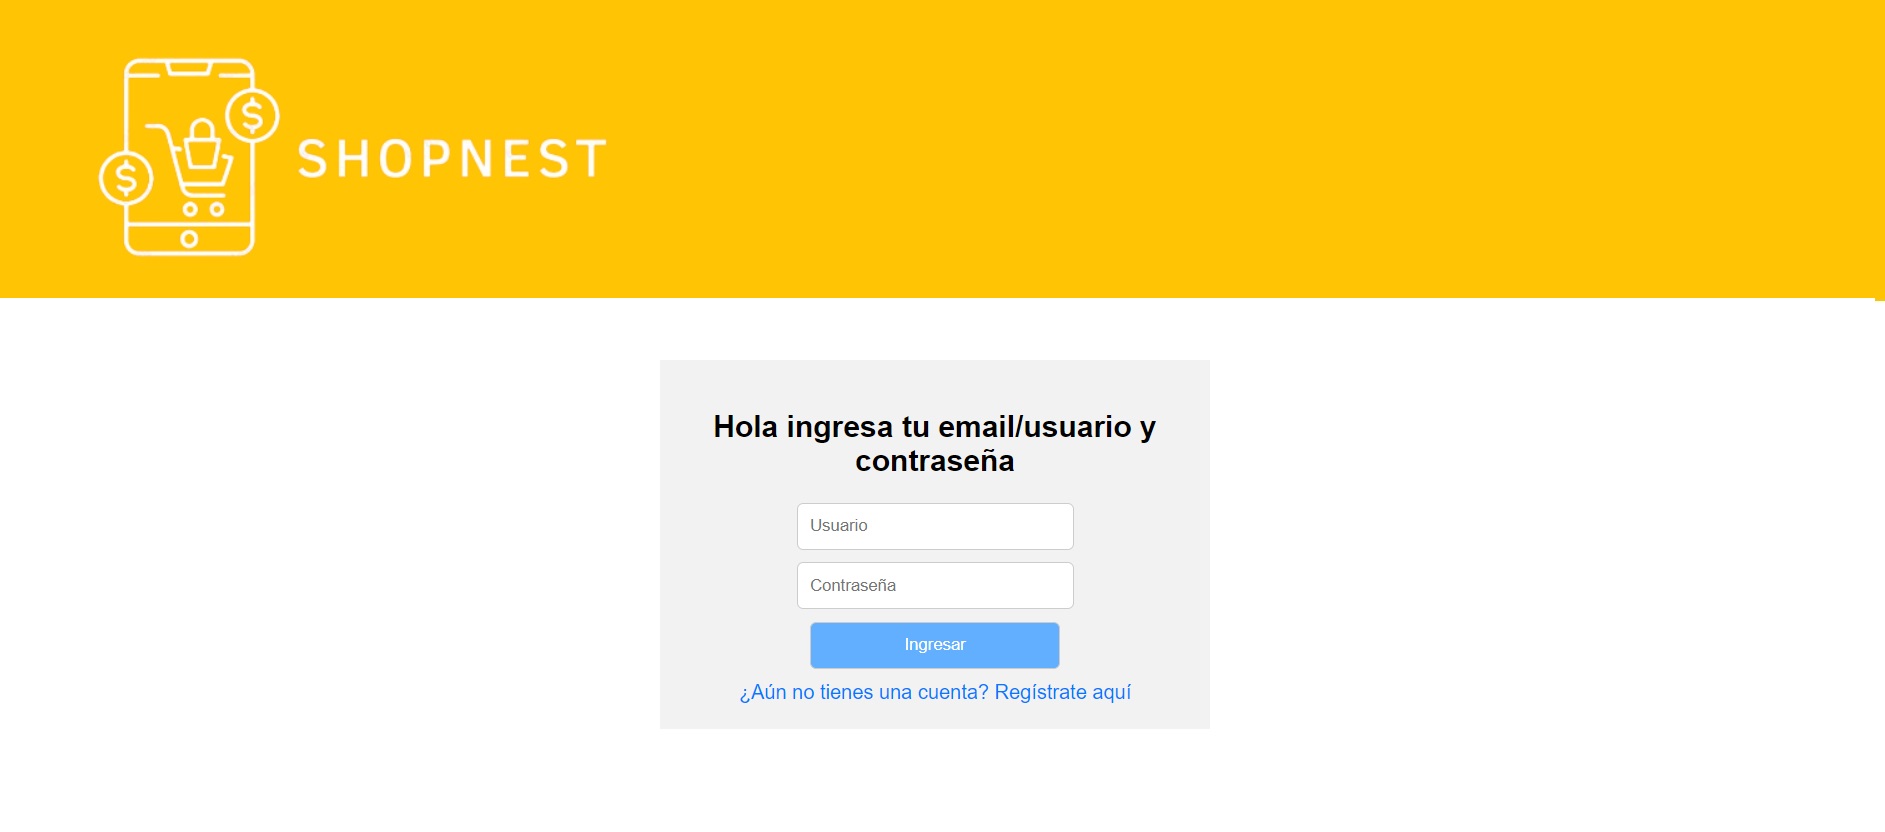 SHOPNEST
Hola ingresa tu email/usuario y
contraseña
Usuario
Contraseña
Ingresar
¿Aún no tienes una cuenta? Regístrate aquí